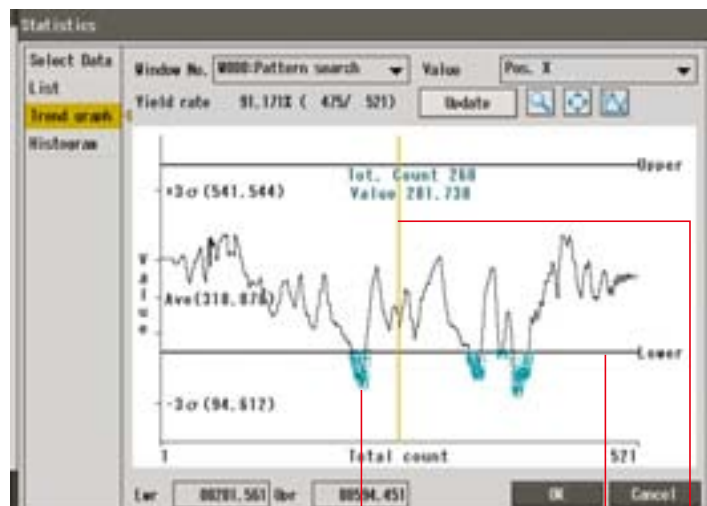 Statistics
Select Data
List
Trend graph
Histogram
Window No. W000:Pattern search Value Pos. X
Yield rate 91.171% ( 475/ 521) Update
Upper
Tot. Count 260
Value 281.738
+3σ(541.544)
Value
Ave(318.078)
Lower
-3σ(94.612)
1 Total count 521
Lwr 00201.561 Upr 00594.451 OK Cancel